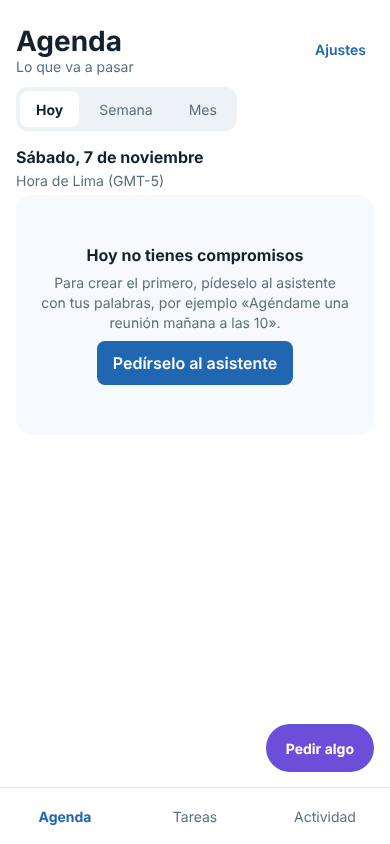 Agenda
Ajustes
Lo que va a pasar
Hoy
Semana
Mes
Sábado, 7 de noviembre
Hora de Lima (GMT-5)
Hoy no tienes compromisos
Para crear el primero, pídeselo al asistente
con tus palabras, por ejemplo «Agéndame una
reunión mañana a las 10».
Pedírselo al asistente
Pedir algo
Agenda
Tareas
Actividad